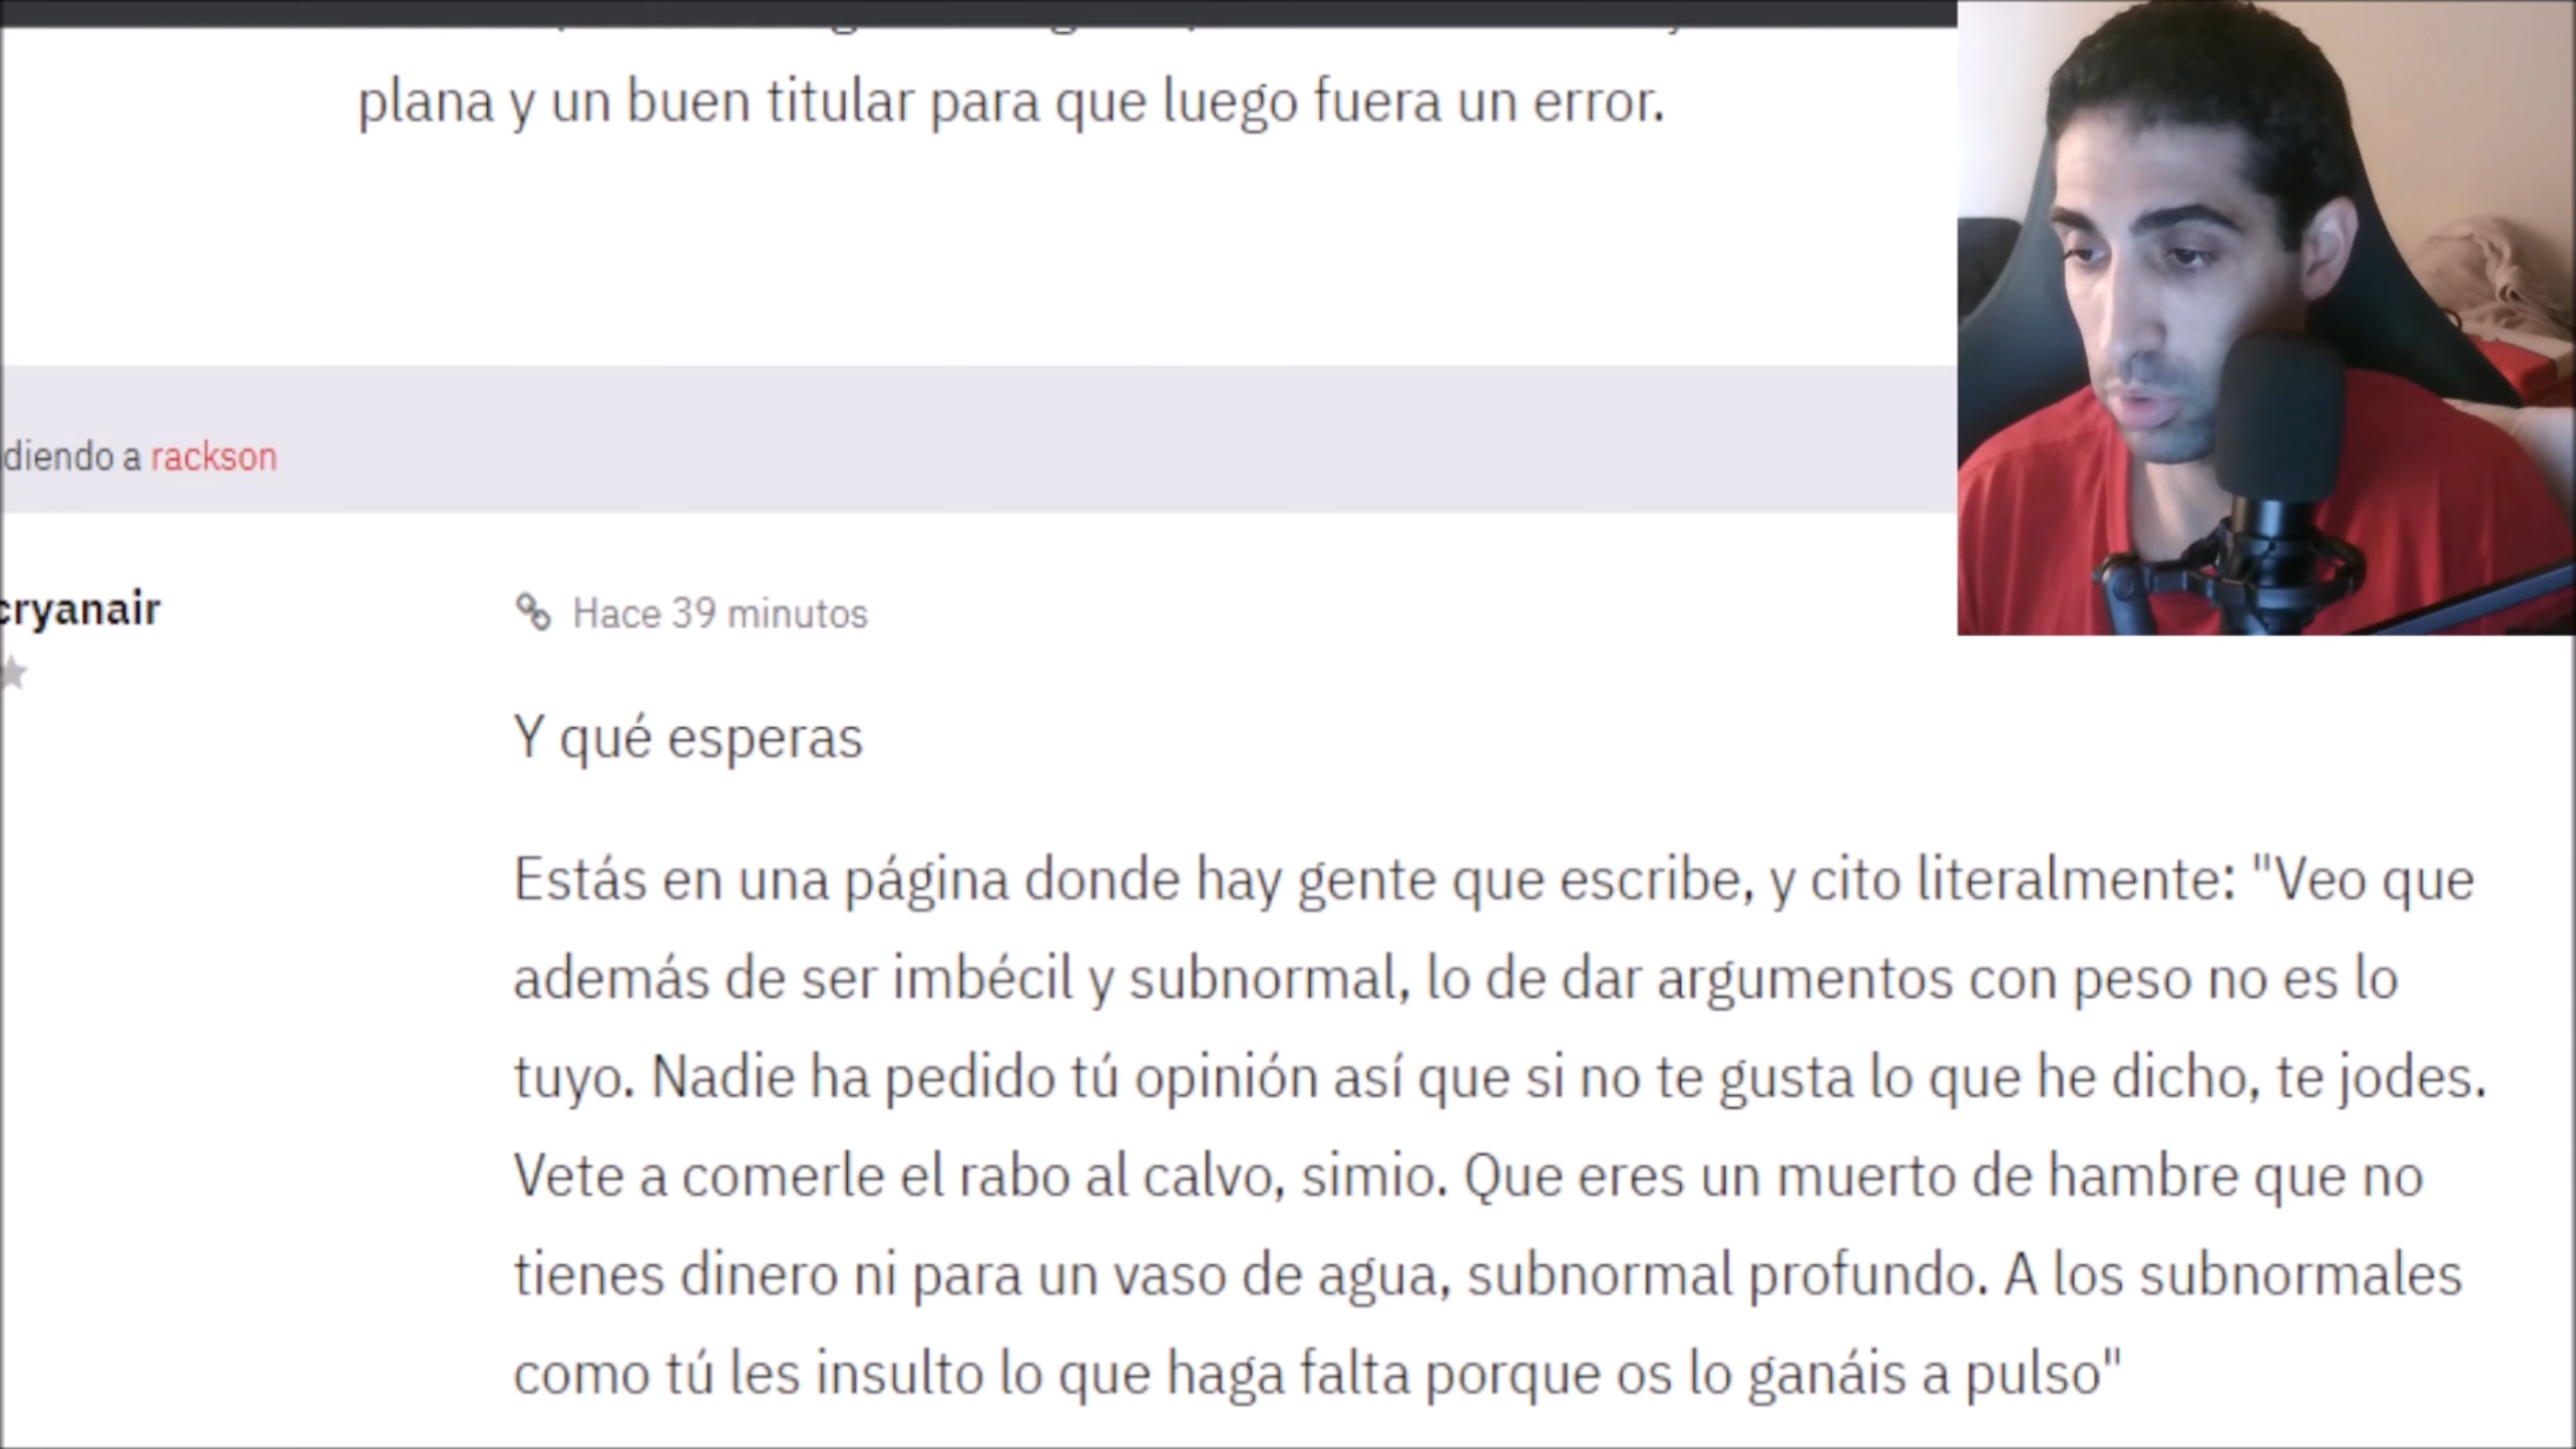 plana y un buen titular para que luego fuera un error.
diendo a rackson
cryanair
Hace 39 minutos
Y qué esperas
Estás en una página donde hay gente que escribe, y cito literalmente: "Veo que
además de ser imbécil y subnormal, lo de dar argumentos con peso no es lo
tuyo. Nadie ha pedido tú opinión así que si no te gusta lo que he dicho, te jodes.
Vete a comerle el rabo al calvo, simio. Que eres un muerto de hambre que no
tienes dinero ni para un vaso de agua, subnormal profundo. A los subnormales
como tú les insulto lo que haga falta porque os lo ganáis a pulso"